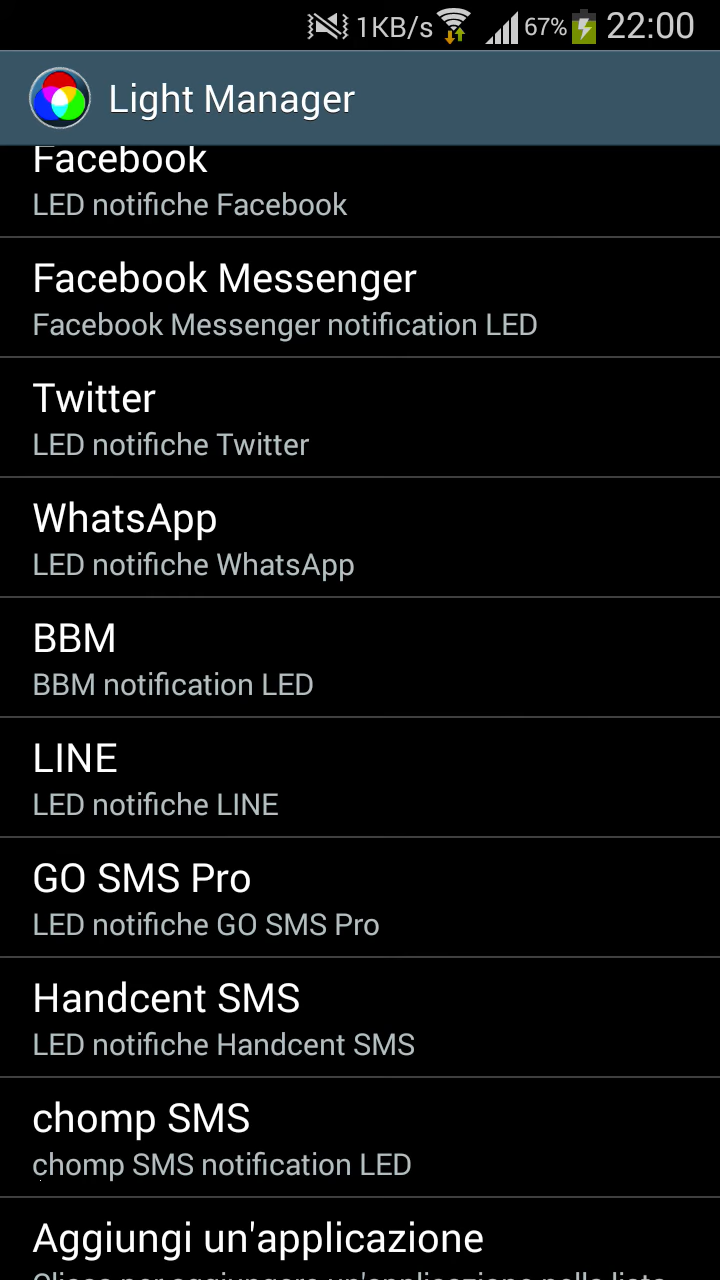 1KB/s 67% 22:00
Light Manager
Facebook
LED notifiche Facebook
Facebook Messenger
Facebook Messenger notification LED
Twitter
LED notifiche Twitter
WhatsApp
LED notifiche WhatsApp
BBM
BBM notification LED
LINE
LED notifiche LINE
GO SMS Pro
LED notifiche GO SMS Pro
Handcent SMS
LED notifiche Handcent SMS
chomp SMS
chomp SMS notification LED
Aggiungi un'applicazione